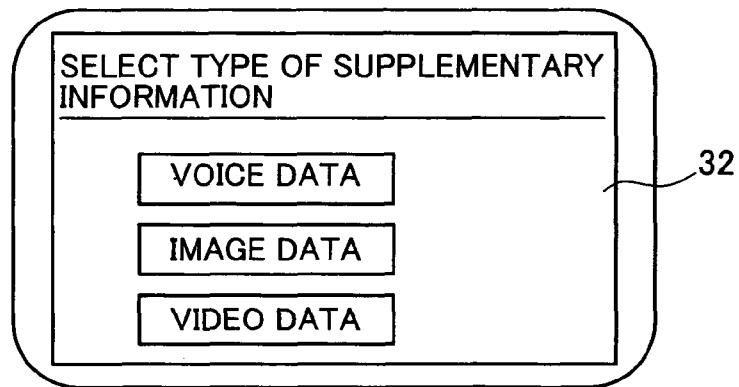 SELECT TYPE OF SUPPLEMENTARY
INFORMATION
VOICE DATA
32
IMAGE DATA
VIDEO DATA